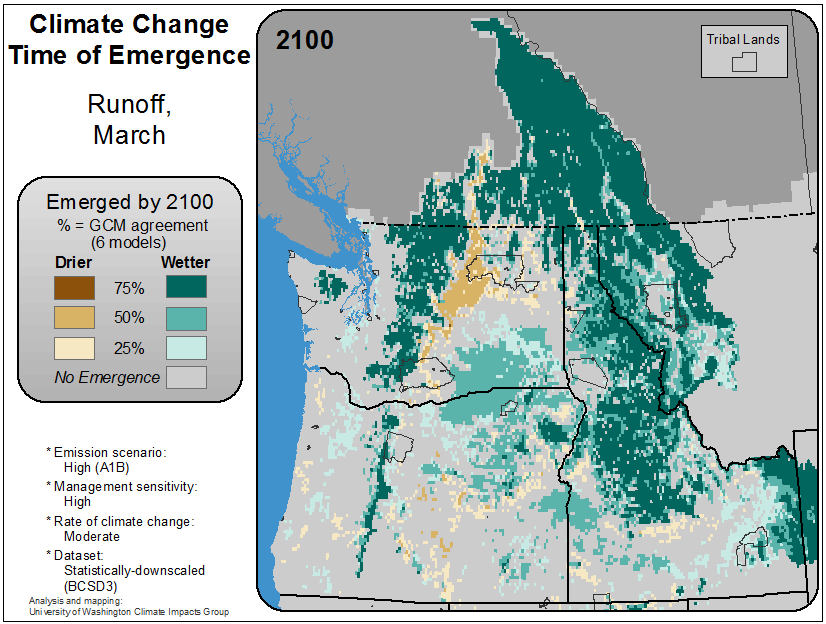 Climate Change
Time of Emergence
Runoff,
March
Emerged by 2100
% = GCM agreement
(6 models)
Drier Wetter
75%
50%
25%
No Emergence
* Emission scenario:
High (A1B)
* Management sensitivity:
High
* Rate of climate change:
Moderate
* Dataset:
Statistically-downscaled
(BCSD3)
Analysis and mapping:
University of Washington Climate Impacts Group
2100
Tribal Lands